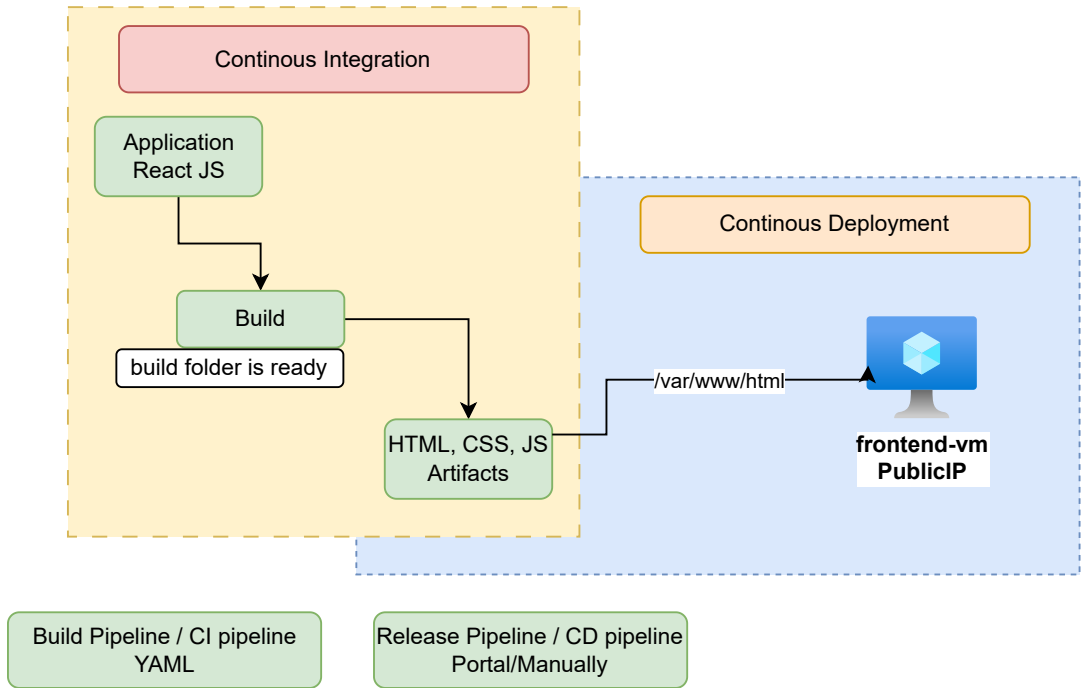 Continous Integration
Application
React JS
Continous Deployment
Build
build folder is ready
/var/www/html
HTML, CSS, JS
Artifacts
frontend-vm
PublicIP
Build Pipeline / CI pipeline
YAML
Release Pipeline / CD pipeline
Portal/Manually